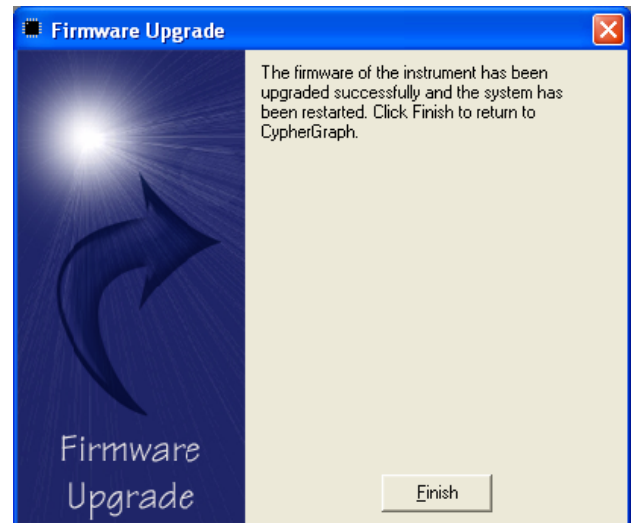 Firmware Upgrade
The firmware of the instrument has been
upgraded successfully and the system has
been restarted. Click Finish to return to
CypherGraph.
Firmware
Upgrade
Finish